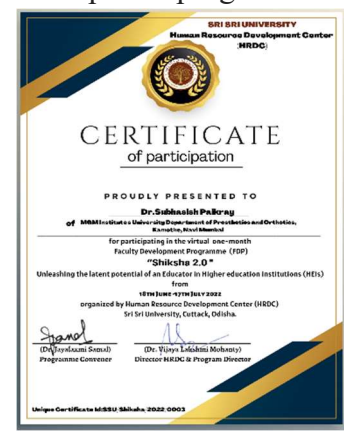 SRI SRI UNIVERSITY
Human Resource Development Center
(HRDC)
CERTIFICATE
of participation
PROUDLY PRESENTED TO
Dr.Subhasish Paikray
of MGM Institutes University Department of Prosthetics and Orthotics,
Kamothe, Navi Mumbai
for participating in the virtual one-month
Faculty Development Programme (FDP)
"Shiksha 2.0"
Unleashing the latent potential of an Educator in Higher education Institutions (HEIs)
from
18TH JUNE-17TH JULY 2022
organized by Human Resource Development Center (HRDC)
Sri Sri University, Cuttack, Odisha.
(Dr. Jayalaxmi Samal) (Dr. Vijaya Lakshmi Mohanty)
Programme Convener Director HRDC & Program Director
Unique Certificate Id:SSU/Shiksha/2022/0003